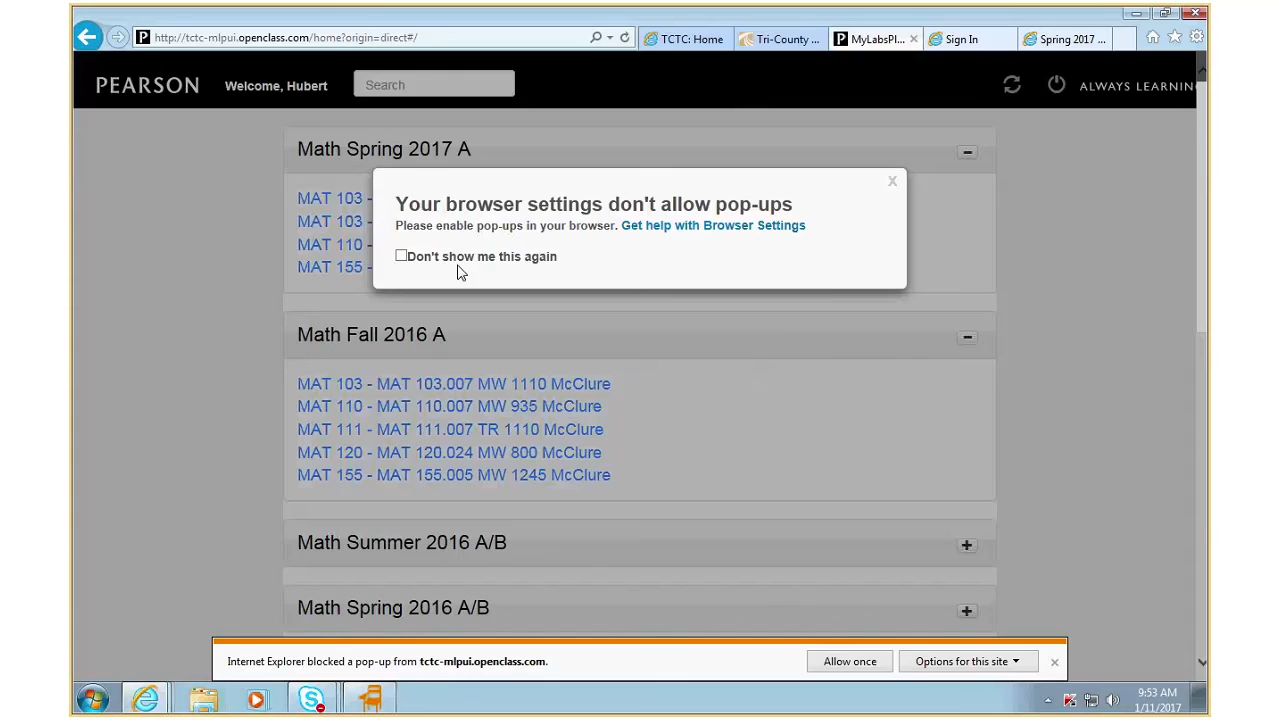 http://tctc-mlpui.openclass.com/home?origin=direct#/
TCTC: Home
Tri-County ...
MyLabsPl...
Sign In
Spring 2017 ...
PEARSON
Welcome, Hubert
Search
ALWAYS LEARNIN
Math Spring 2017 A
MAT 103 -
MAT 103 -
MAT 110 -
MAT 155 -
X
Your browser settings don't allow pop-ups
Please enable pop-ups in your browser. Get help with Browser Settings
Don't show me this again
Math Fall 2016 A
MAT 103 - MAT 103.007 MW 1110 McClure
MAT 110 - MAT 110.007 MW 935 McClure
MAT 111 - MAT 111.007 TR 1110 McClure
MAT 120 - MAT 120.024 MW 800 McClure
MAT 155 - MAT 155.005 MW 1245 McClure
Math Summer 2016 A/B
Math Spring 2016 A/B
Internet Explorer blocked a pop-up from tctc-mlpui.openclass.com.
Allow once
Options for this site
9:53 AM
1/11/2017